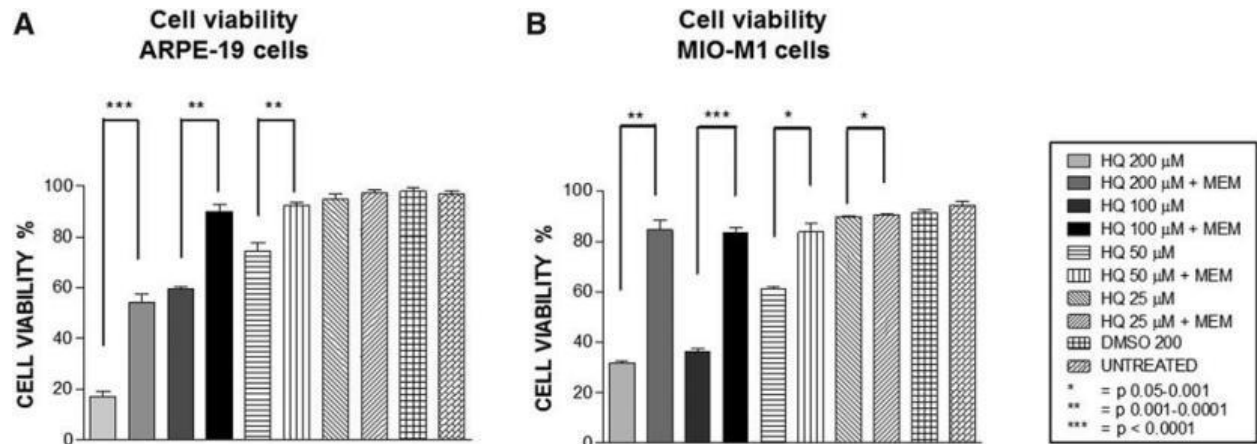 A
Cell viability
ARPE-19 cells
***
**
**
100
80
60
40
20
0
CELL VIABILITY %
B
Cell viability
MIO-M1 cells
**
***
*
*
100
80
60
40
20
0
CELL VIABILITY %
HQ 200 µM
HQ 200 µM + MEM
HQ 100 µM
HQ 100 µM + MEM
HQ 50 µM
HQ 50 µM + MEM
HQ 25 µM
HQ 25 µM + MEM
DMSO 200
UNTREATED
* = p 0.05-0.001
** = p 0.001-0.0001
*** = p < 0.0001